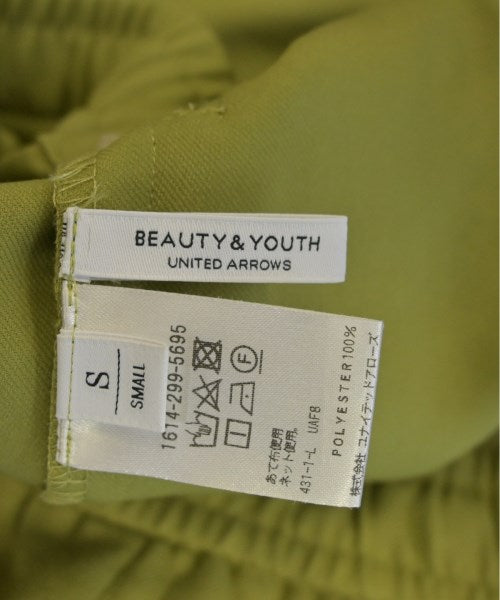 BEAUTY&YOUTH
UNITED ARROWS
S
SMALL
1614-299-5695
F
あて布使用
ネット使用。
431-1-L UAFB
POLYESTER100%
株式会社 ユナイテッドアローズ